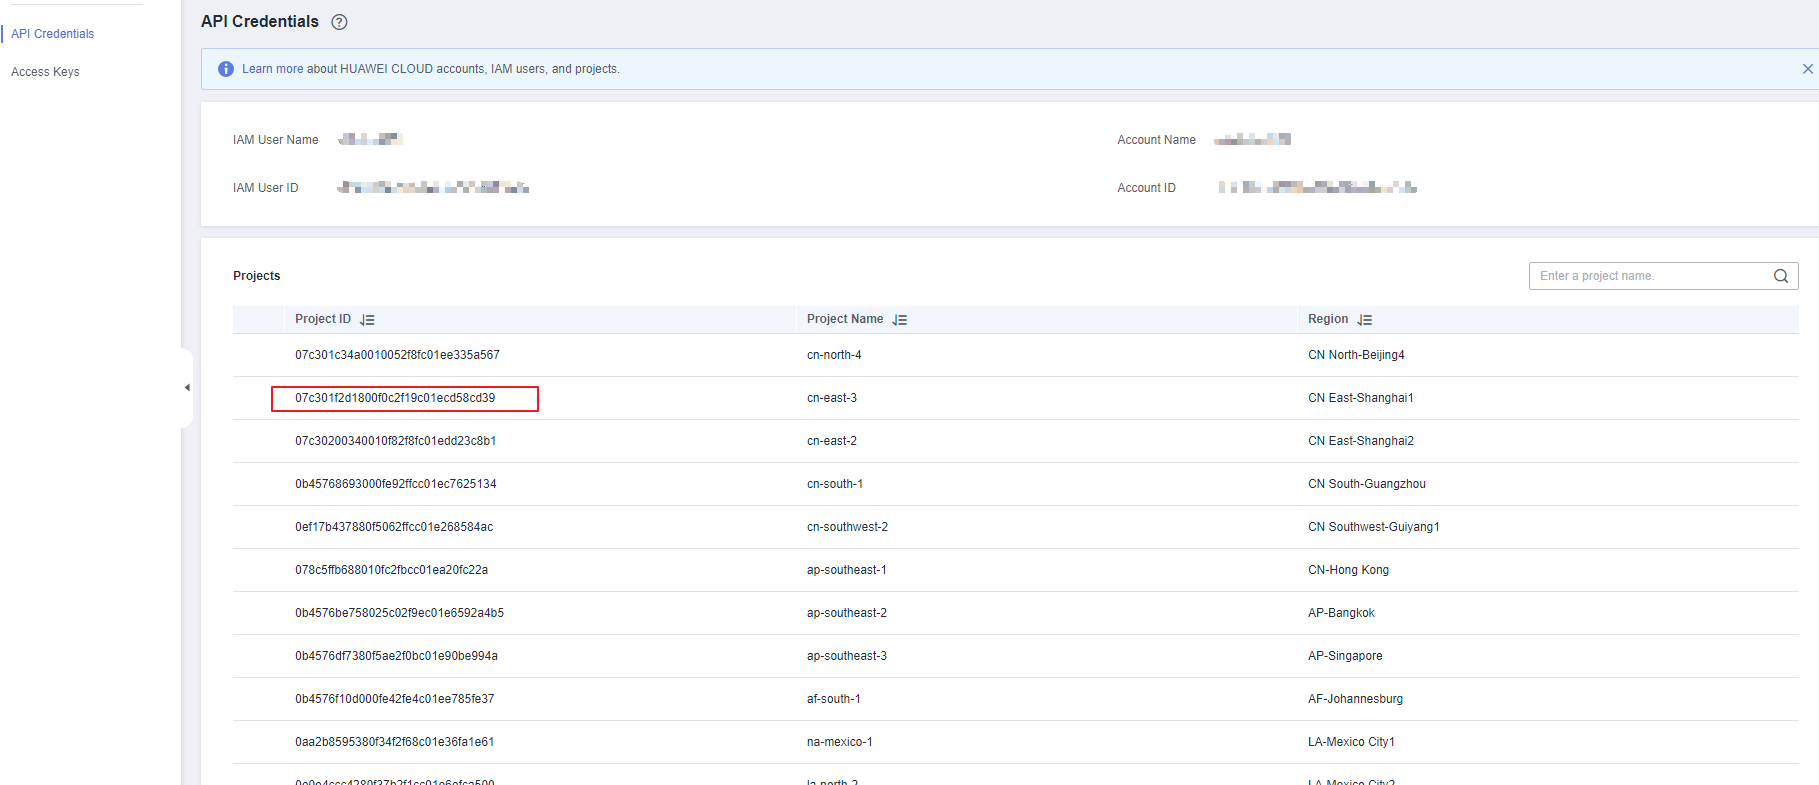 API Credentials
Access Keys
API Credentials ?
Learn more about HUAWEI CLOUD accounts, IAM users, and projects.
IAM User Name
Account Name
IAM User ID
Account ID
Projects
Enter a project name.
Project ID Project Name Region
07c301c34a0010052f8fc01ee335a567 cn-north-4 CN North-Beijing4
07c301f2d1800f0c2f19c01ecd58cd39 cn-east-3 CN East-Shanghai1
07c30200340010f82f8fc01edd23c8b1 cn-east-2 CN East-Shanghai2
0b45768693000fe92ffcc01ec7625134 cn-south-1 CN South-Guangzhou
0ef17b437880f5062ffcc01e268584ac cn-southwest-2 CN Southwest-Guiyang1
078c5ffb688010fc2fbcc01ea20fc22a ap-southeast-1 CN-Hong Kong
0b4576be758025c02f9ec01e6592a4b5 ap-southeast-2 AP-Bangkok
0b4576df7380f5ae2f0bc01e90be994a ap-southeast-3 AP-Singapore
0b4576f10d000fe42fe4c01ee785fe37 af-south-1 AF-Johannesburg
0aa2b8595380f34f2f68c01e36fa1e61 na-mexico-1 LA-Mexico City1
la-north-2 LA-Mexico City2